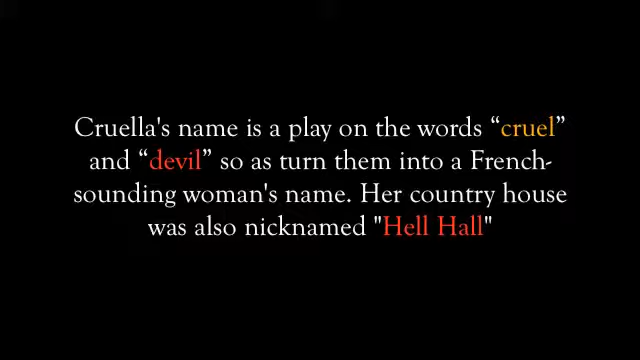 Cruella's name is a play on the words “cruel”
and “devil” so as turn them into a French-
sounding woman's name. Her country house
was also nicknamed "Hell Hall"